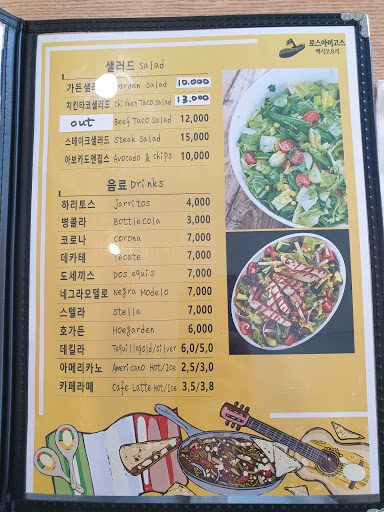 로스아미고스
멕시코요리
샐러드 Salad
가든샐러드 Garden Salad 10.000
치킨타코샐러드 Chicken Taco Salad 13.000
out Beef Taco Salad 12,000
스테이크샐러드 Steak Salad 15,000
아보카도앤칩스 Avocado & chips 10,000
음료 Drinks
하리토스 Jarritos 4,000
병콜라 Bottlecola 3,000
코로나 Corona 7,000
데카테 Tecate 7,000
도세끼스 Dos equis 7,000
네그라모델로 Negra Modelo 7,000
스텔라 Stella 7,000
호가든 Hoegarden 6,000
데킬라 Tequilagold/silver 6,0/5,0
아메리카노 Americano Hot/Ice 2,5/3,0
카페라떼 Cafe Latte Hot/Ice 3,5/3,8